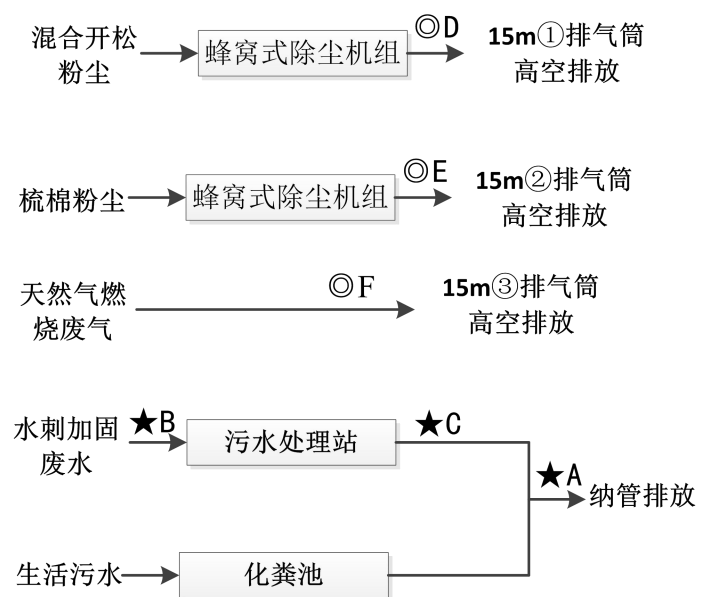 混合开松
粉尘
蜂窝式除尘机组
◎D
15m①排气筒
高空排放
梳棉粉尘
蜂窝式除尘机组
◎E
15m②排气筒
高空排放
天然气燃
烧废气
◎F
15m③排气筒
高空排放
水刺加固
废水
★B
污水处理站
★C
★A
纳管排放
生活污水
化粪池